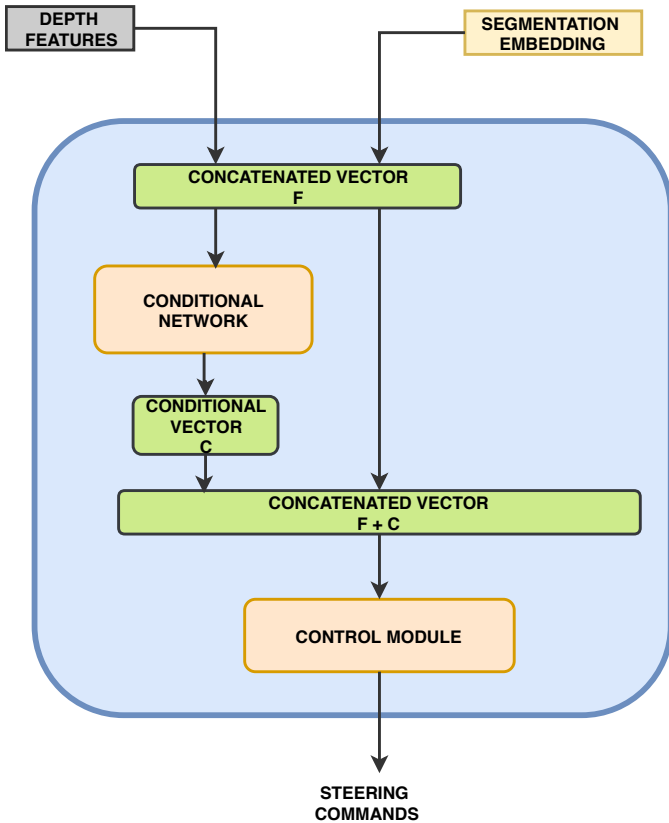 DEPTH
FEATURES
SEGMENTATION
EMBEDDING
CONCATENATED VECTOR
F
CONDITIONAL
NETWORK
CONDITIONAL
VECTOR
C
CONCATENATED VECTOR
F + C
CONTROL MODULE
STEERING
COMMANDS